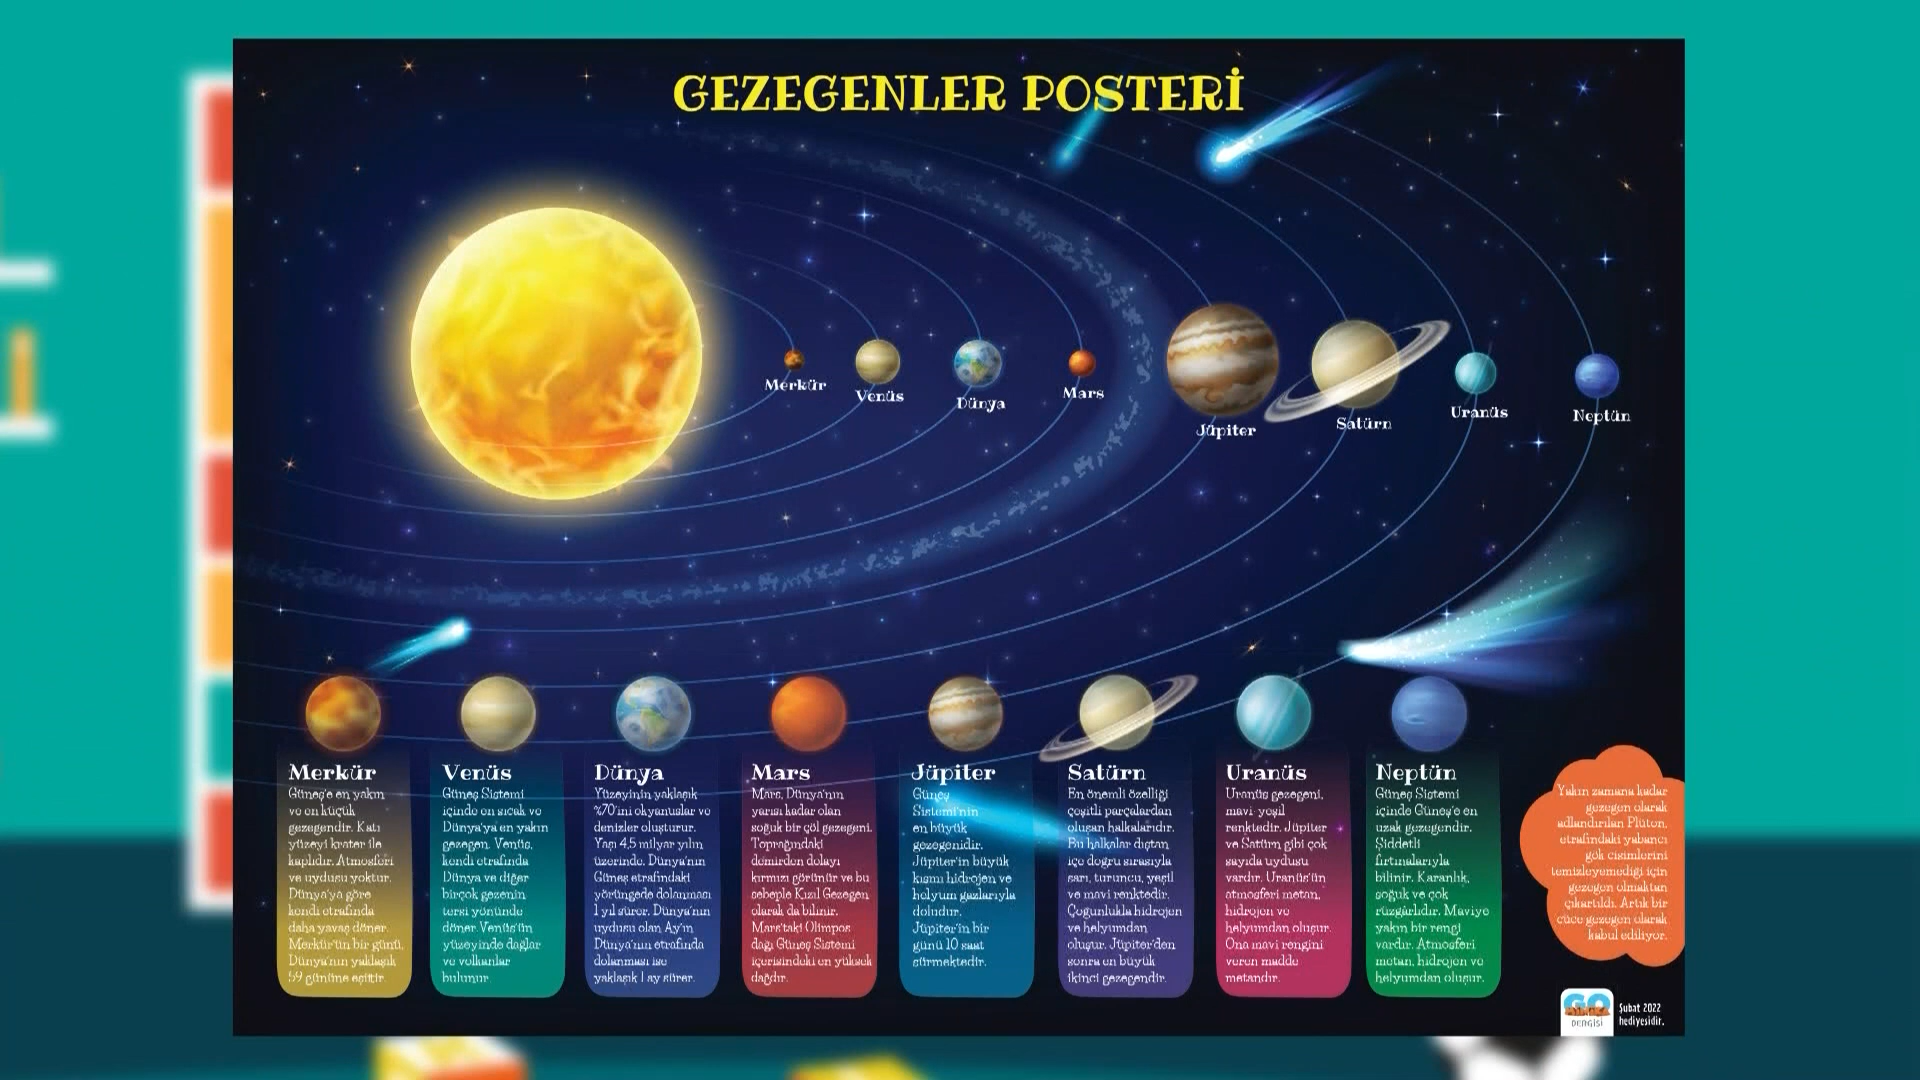 GEZEGENLER POSTERİ
Merkür
Venüs
Dünya
Mars
Jüpiter
Satürn
Uranüs
Neptün
Merkür
Güneş'e en yakın
ve en küçük
gezegendir. Katı
yüzeyi krater ile
kaplıdır. Atmosferi
ve uydusu yoktur.
Dünya'ya göre
kendi etrafında
daha yavaş döner.
Merkür'ün bir günü,
Dünya'nın yaklaşık
59 gününe eşittir.
Venüs
Güneş Sistemi
içinde en sıcak ve
Dünya'ya en yakın
gezegen. Venüs,
kendi etrafında
Dünya ve diğer
birçok gezenin
tersi yönünde
döner. Venüs'ün
yüzeyinde dağlar
ve volkanlar
bulunur.
Dünya
Yüzeyinin yaklaşık
%70'ini okyanuslar ve
denizler oluşturur.
Yaşı 4,5 milyar yılın
üzerinde. Dünya'nın
Güneş etrafındaki
yörüngede dolanması
1 yıl sürer. Dünya'nın
uydusu olan Ay'ın
Dünya'nın etrafında
dolanması ise
yaklaşık 1 ay sürer.
Mars
Mars, Dünya'nın
yarısı kadar olan
soğuk bir çöl gezegeni.
Toprağındaki
demirden dolayı
kırmızı görünür ve bu
sebeple Kızıl Gezegen
olarak da bilinir.
Mars'taki Olimpos
dağı Güneş Sistemi
içerisindeki en yüksek
dağdır.
Jüpiter
Güneş
Sistemi'nin
en büyük
gezegenidir.
Jüpiter'in büyük
kısmı hidrojen ve
helyum gazlarıyla
doludur.
Jüpiter'in bir
günü 10 saat
sürmektedir.
Satürn
En önemli özelliği
çeşitli parçalardan
oluşan halkalarıdır.
Bu halkalar dıştan
içe doğru sırasıyla
sarı, turuncu, yeşil
ve mavi renktedir.
Çoğunlukla hidrojen
ve helyumdan
oluşur. Jüpiter'den
sonra en büyük
ikinci gezegendir.
Uranüs
Uranüs gezegeni,
mavi-yeşil
renktedir. Jüpiter
ve Satürn gibi çok
sayıda uydusu
vardır. Uranüs'ün
atmosferi metan,
hidrojen ve
helyumdan oluşur.
Ona mavi rengini
veren madde
metandır.
Neptün
Güneş Sistemi
içinde Güneş'e en
uzak gezegendir.
Şiddetli
fırtınalarıyla
bilinir. Karanlık,
soğuk ve çok
rüzgarlıdır. Maviye
yakın bir rengi
vardır. Atmosferi
metan, hidrojen ve
helyumdan oluşur.
Yakın zamana kadar
gezegen olarak
adlandırılan Plüton,
etrafındaki yabancı
gök cisimlerini
temizleyemediği için
gezegen olmaktan
çıkartıldı. Artık bir
cüce gezegen olarak
kabul ediliyor.
GO
DERGİSİ
Şubat 2022
hediyesidir.